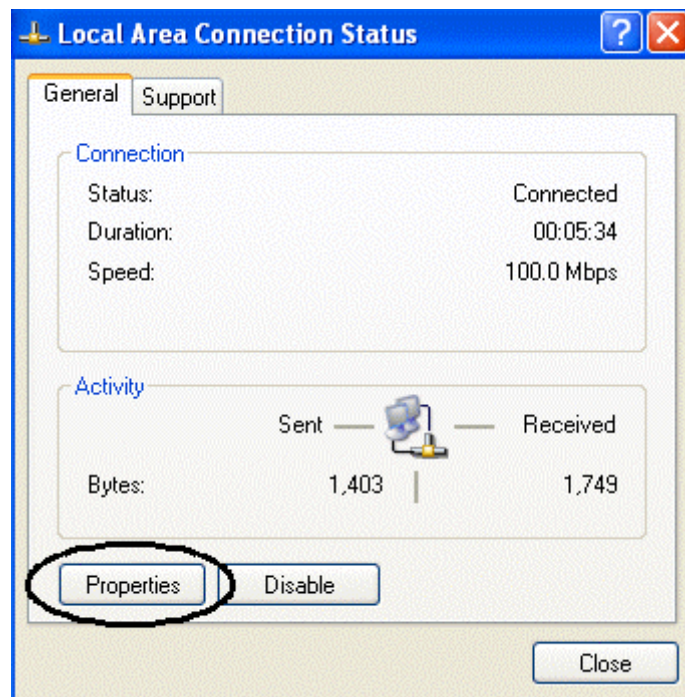 Local Area Connection Status
General Support
Connection
Status: Connected
Duration: 00:05:34
Speed: 100.0 Mbps
Activity
Sent Received
Bytes: 1,403 1,749
Properties Disable
Close